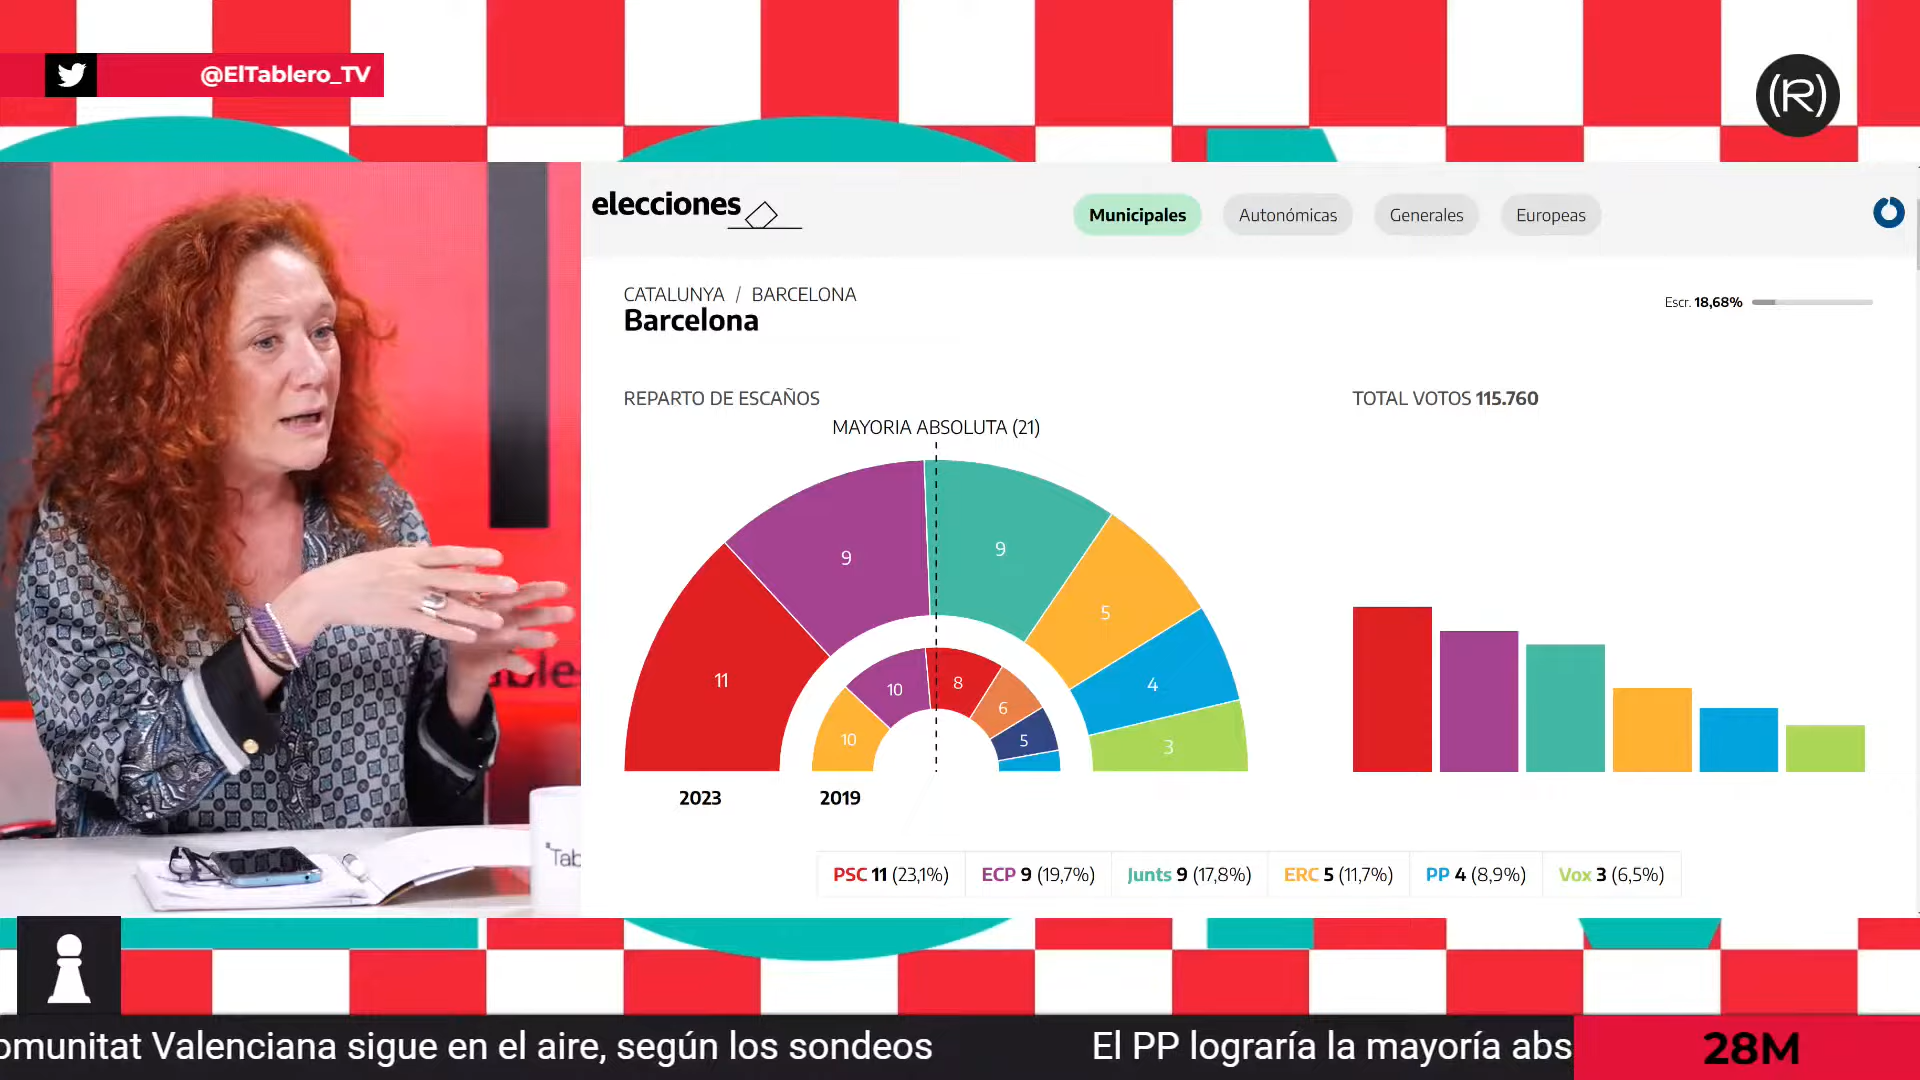 @ElTablero_TV
(R)
elecciones
Municipales
Autonómicas
Generales
Europeas
CATALUNYA / BARCELONA
Barcelona
Escr. 18,68%
REPARTO DE ESCAÑOS
TOTAL VOTOS 115.760
MAYORIA ABSOLUTA (21)
9
9
5
11
4
3
10
8
6
10
5
2023
2019
PSC 11 (23,1%)
ECP 9 (19,7%)
Junts 9 (17,8%)
ERC 5 (11,7%)
PP 4 (8,9%)
Vox 3 (6,5%)
omunitat Valenciana sigue en el aire, según los sondeos
El PP lograría la mayoría abs
28M